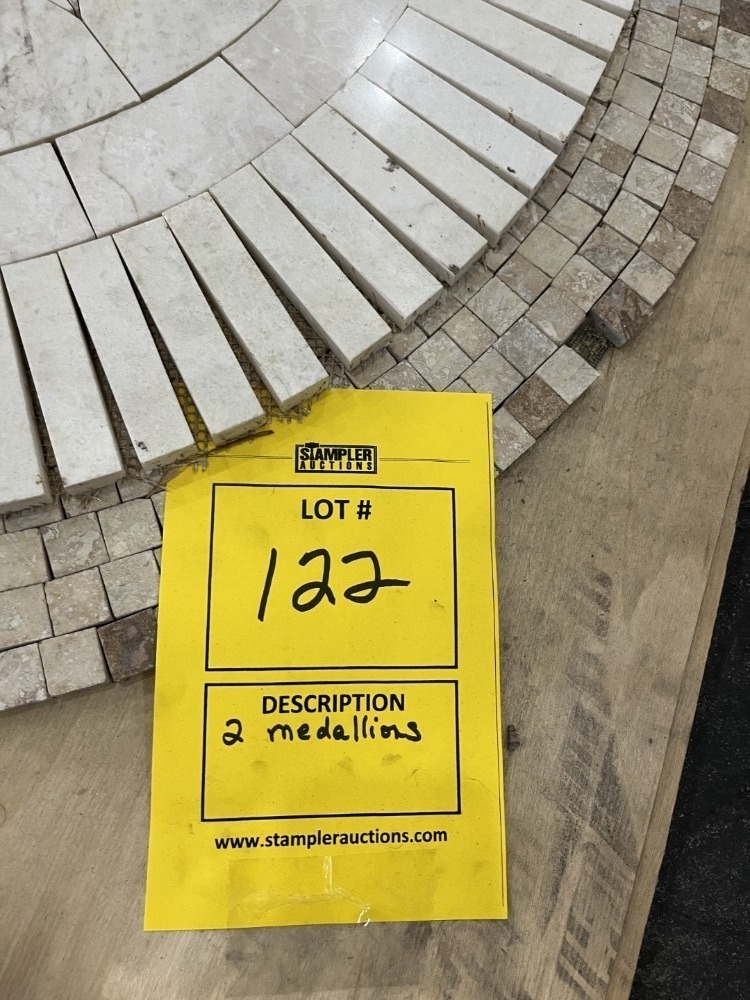 STAMPLER
AUCTIONS
LOT #
122
DESCRIPTION
2 medallions
www.stamplerauctions.com